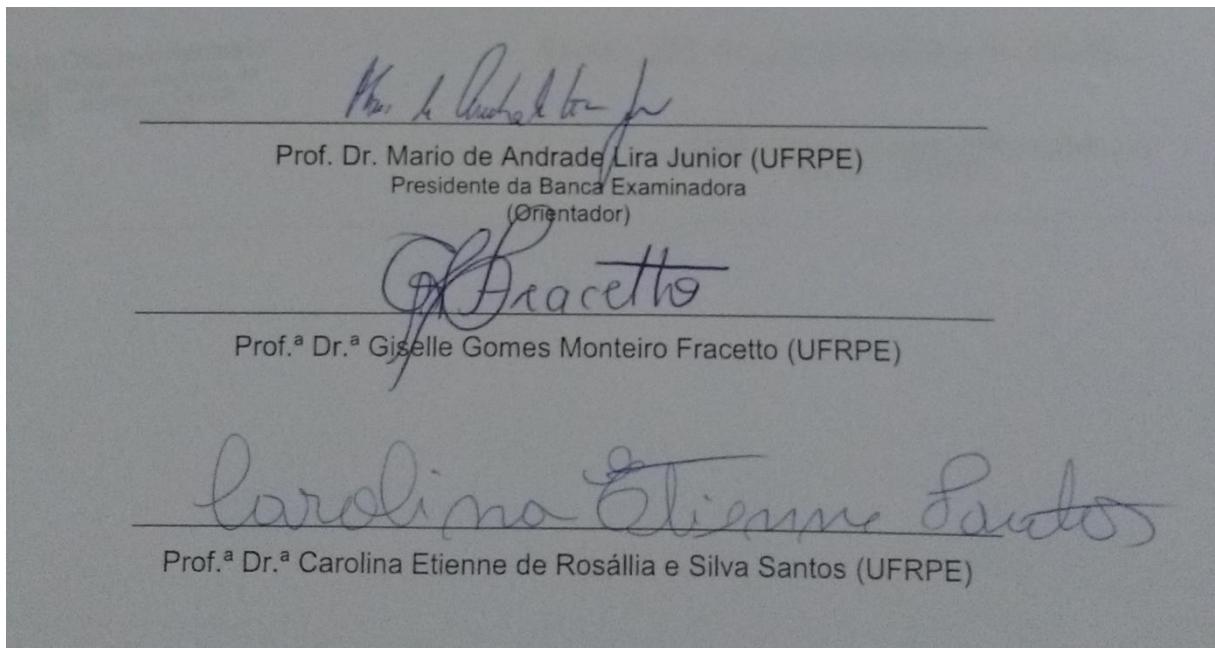 Prof. Dr. Mario de Andrade Lira Junior (UFRPE)
Presidente da Banca Examinadora
(Orientador)
Fracetto
Prof.ª Dr.ª Giselle Gomes Monteiro Fracetto (UFRPE)
Carolina Etienne Santos
Prof.ª Dr.ª Carolina Etienne de Rosállia e Silva Santos (UFRPE)